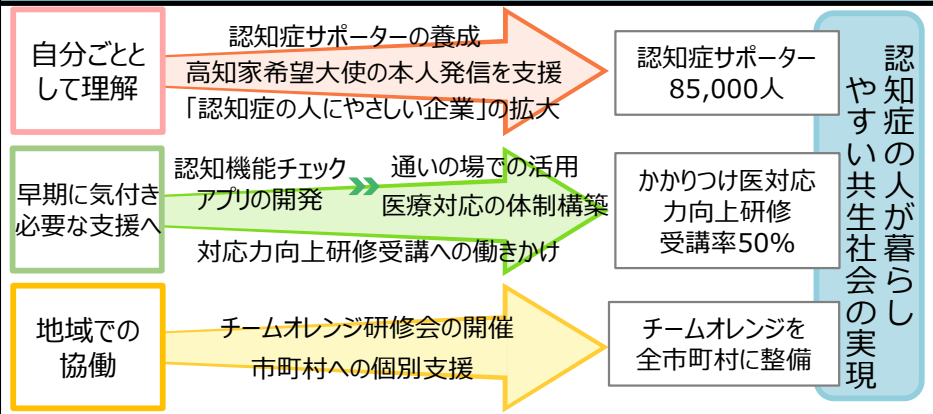 自分ごとと
して理解
認知症サポーターの養成
高知家希望大使の本人発信を支援
「認知症の人にやさしい企業」の拡大
認知症サポーター
85,000人
早期に気付き
必要な支援へ
認知機能チェック
アプリの開発
通いの場での活用
医療対応の体制構築
対応力向上研修受講への働きかけ
かかりつけ医対応
力向上研修
受講率50%
地域での
協働
チームオレンジ研修会の開催
市町村への個別支援
チームオレンジを
全市町村に整備
認知症の人が暮らし
やすい共生社会の実現